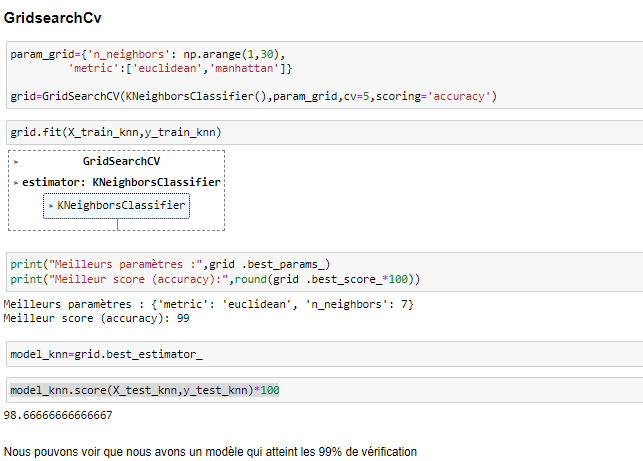 GridsearchCv
param_grid={'n_neighbors': np.arange(1,30),
'metric':['euclidean','manhattan']}
grid=GridSearchCV(KNeighborsClassifier(),param_grid,cv=5,scoring='accuracy')
grid.fit(X_train_knn,y_train_knn)
GridSearchCV
estimator: KNeighborsClassifier
KNeighborsClassifier
print("Meilleurs paramètres :",grid .best_params_)
print("Meilleur score (accuracy):",round(grid .best_score_*100))
Meilleurs paramètres : {'metric': 'euclidean', 'n_neighbors': 7}
Meilleur score (accuracy): 99
model_knn=grid.best_estimator_
model_knn.score(X_test_knn,y_test_knn)*100
98.66666666666667
Nous pouvons voir que nous avons un modèle qui atteint les 99% de vérification